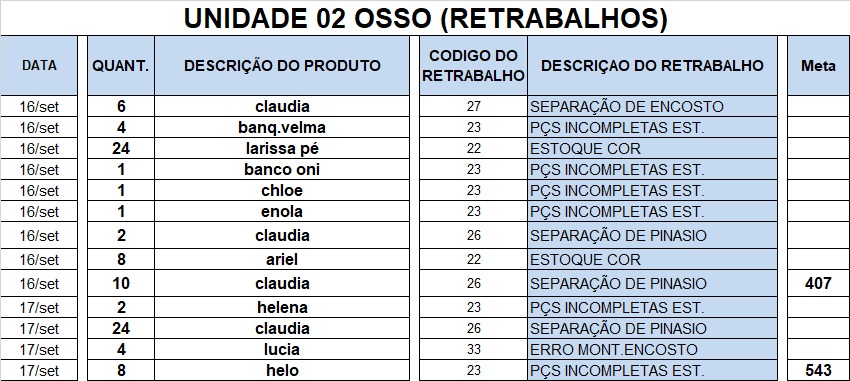 UNIDADE 02 OSSO (RETRABALHOS)
DATA QUANT. DESCRIÇÃO DO PRODUTO CODIGO DO RETRABALHO DESCRIÇAO DO RETRABALHO Meta
16/set 6 claudia 27 SEPARAÇÃO DE ENCOSTO
16/set 4 banq.velma 23 PÇS INCOMPLETAS EST.
16/set 24 larissa pé 22 ESTOQUE COR
16/set 1 banco oni 23 PÇS INCOMPLETAS EST.
16/set 1 chloe 23 PÇS INCOMPLETAS EST.
16/set 1 enola 23 PÇS INCOMPLETAS EST.
16/set 2 claudia 26 SEPARAÇÃO DE PINASIO
16/set 8 ariel 22 ESTOQUE COR
16/set 10 claudia 26 SEPARAÇÃO DE PINASIO 407
17/set 2 helena 23 PÇS INCOMPLETAS EST.
17/set 24 claudia 26 SEPARAÇÃO DE PINASIO
17/set 4 lucia 33 ERRO MONT.ENCOSTO
17/set 8 helo 23 PÇS INCOMPLETAS EST. 543